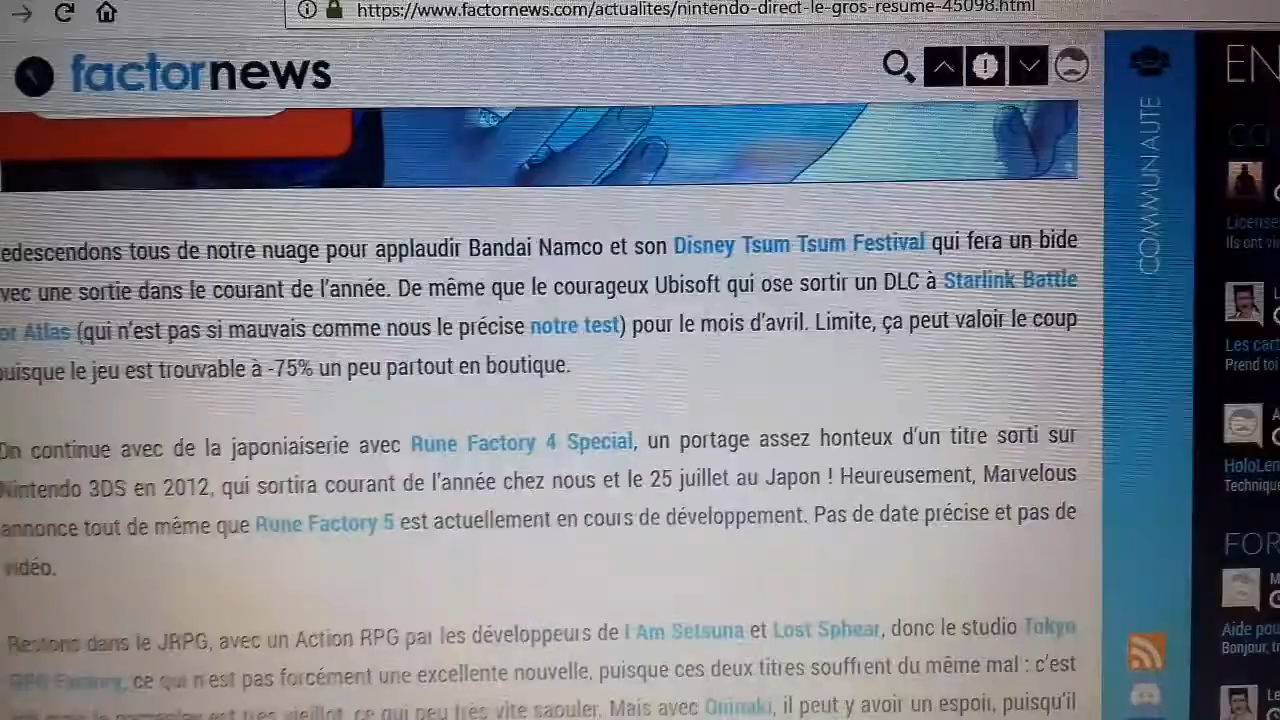 https://www.factornews.com/actualites/nintendo-direct-le-gros-resume-45098.html
factornews
COMMUNAUTE
EN
edescendons tous de notre nuage pour applaudir Bandai Namco et son Disney Tsum Tsum Festival qui fera un bide
vec une sortie dans le courant de l'année. De même que le courageux Ubisoft qui ose sortir un DLC à Starlink Battle
or Atlas (qui n'est pas si mauvais comme nous le précise notre test) pour le mois d'avril. Limite, ça peut valoir le coup
puisque le jeu est trouvable à -75% un peu partout en boutique.
On continue avec de la japoniaiserie avec Rune Factory 4 Special, un portage assez honteux d'un titre sorti sur
Nintendo 3DS en 2012, qui sortira courant de l'année chez nous et le 25 juillet au Japon ! Heureusement, Marvelous
annonce tout de même que Rune Factory 5 est actuellement en cours de développement. Pas de date précise et pas de
vidéo.
Restons dans le JRPG, avec un Action RPG par les développeurs de I Am Setsuna et Lost Sphear, donc le studio Tokyo
RPG Factory, ce qui n'est pas forcément une excellente nouvelle, puisque ces deux titres souffrent du même mal : c'est
est très vieillot, ce qui peu très vite saouler. Mais avec Oninaki, il peut y avoir un espoir, puisqu'il
License
Ils ont
Les cart
Prend toi
HoloLen
Technique
FOR
Aide pou
Bonjour,